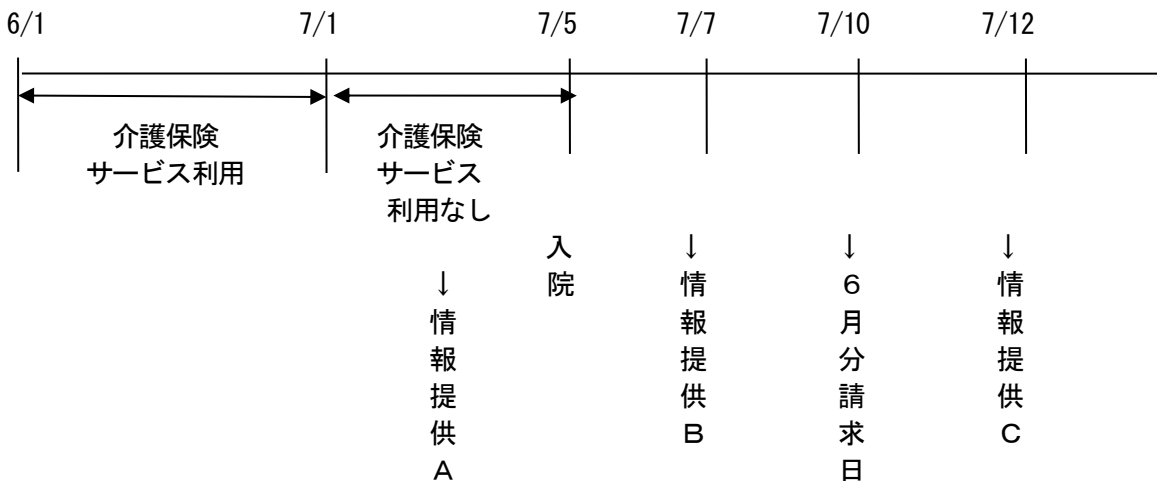 6/1
7/1
7/5
7/7
7/10
7/12
介護保険
サービス利用
介護保険
サービス
利用なし
↓情報提供A
入院
↓情報提供B
↓6月分請求日
↓情報提供C